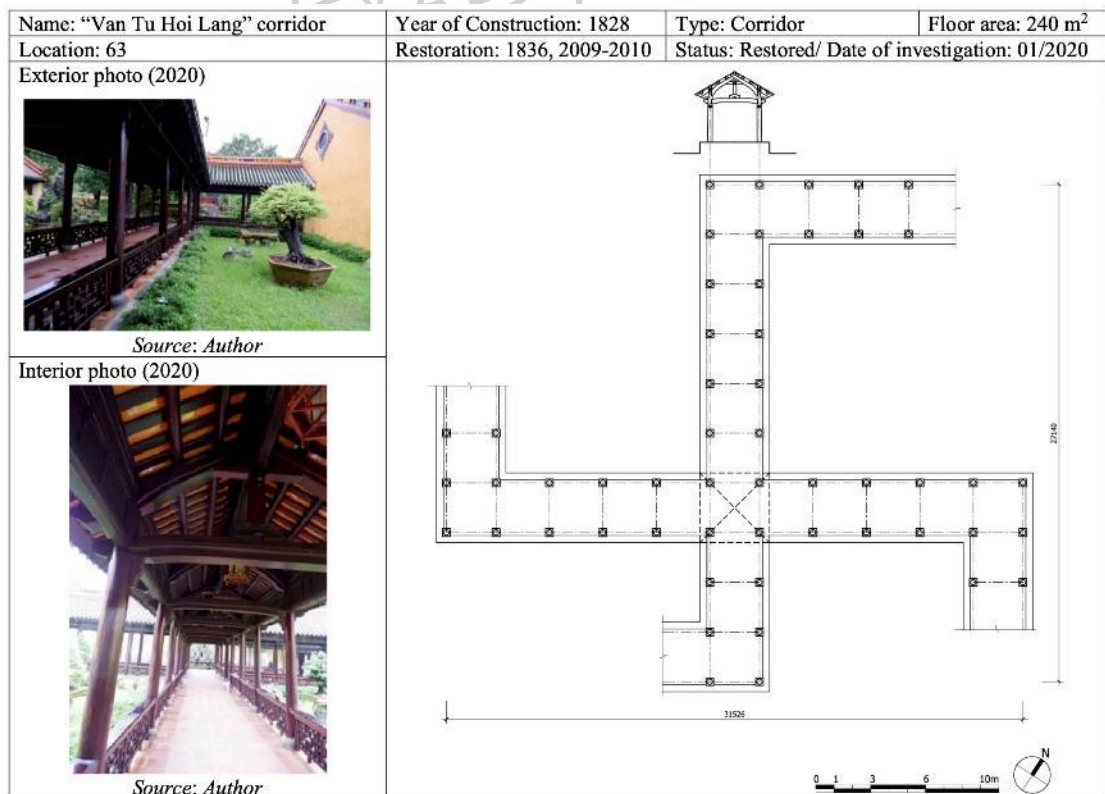 Name: “Van Tu Hoi Lang” corridor
Year of Construction: 1828
Type: Corridor
Floor area: 240 m²
Location: 63
Restoration: 1836, 2009-2010
Status: Restored/ Date of investigation: 01/2020
Exterior photo (2020)
Source: Author
Interior photo (2020)
Source: Author
27140
31526
0 1 3 6 10m
N